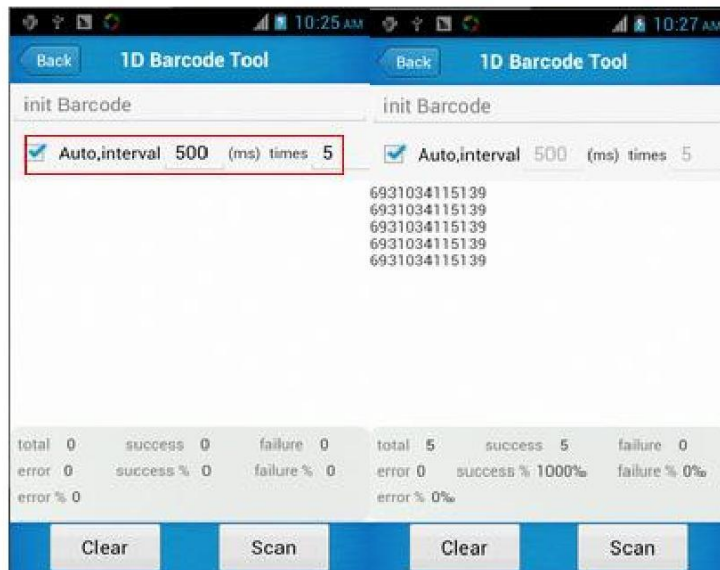 10:25 AM
Back 1D Barcode Tool
init Barcode
Auto,interval 500 (ms) times 5
total 0 success 0 failure 0
error 0 success % 0 failure % 0
error % 0
Clear Scan
10:27 AM
Back 1D Barcode Tool
init Barcode
Auto,interval 500 (ms) times 5
6931034115139
6931034115139
6931034115139
6931034115139
6931034115139
total 5 success 5 failure 0
error 0 success % 1000‰ failure % 0‰
error % 0‰
Clear Scan